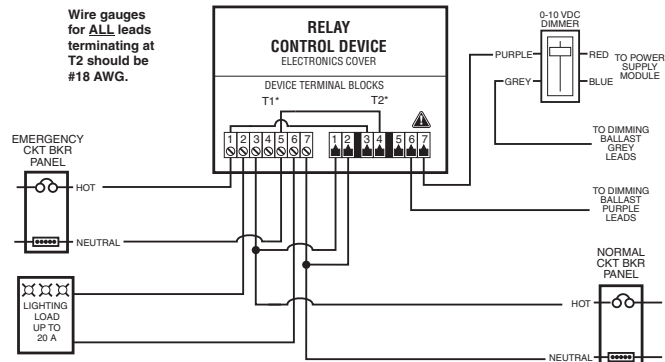 Wire gauges
for ALL leads
terminating at
T2 should be
#18 AWG.
RELAY
CONTROL DEVICE
ELECTRONICS COVER
DEVICE TERMINAL BLOCKS
T1*
T2*
1 2 3 4 5 6 7
1 2 3 4 5 6 7
0-10 VDC
DIMMER
PURPLE
RED
GREY
BLUE
TO POWER
SUPPLY
MODULE
TO DIMMING
BALLAST
GREY
LEADS
TO DIMMING
BALLAST
PURPLE
LEADS
EMERGENCY
CKT BKR
PANEL
HOT
NEUTRAL
LIGHTING
LOAD
UP TO
20 A
NORMAL
CKT BKR
PANEL
HOT
NEUTRAL